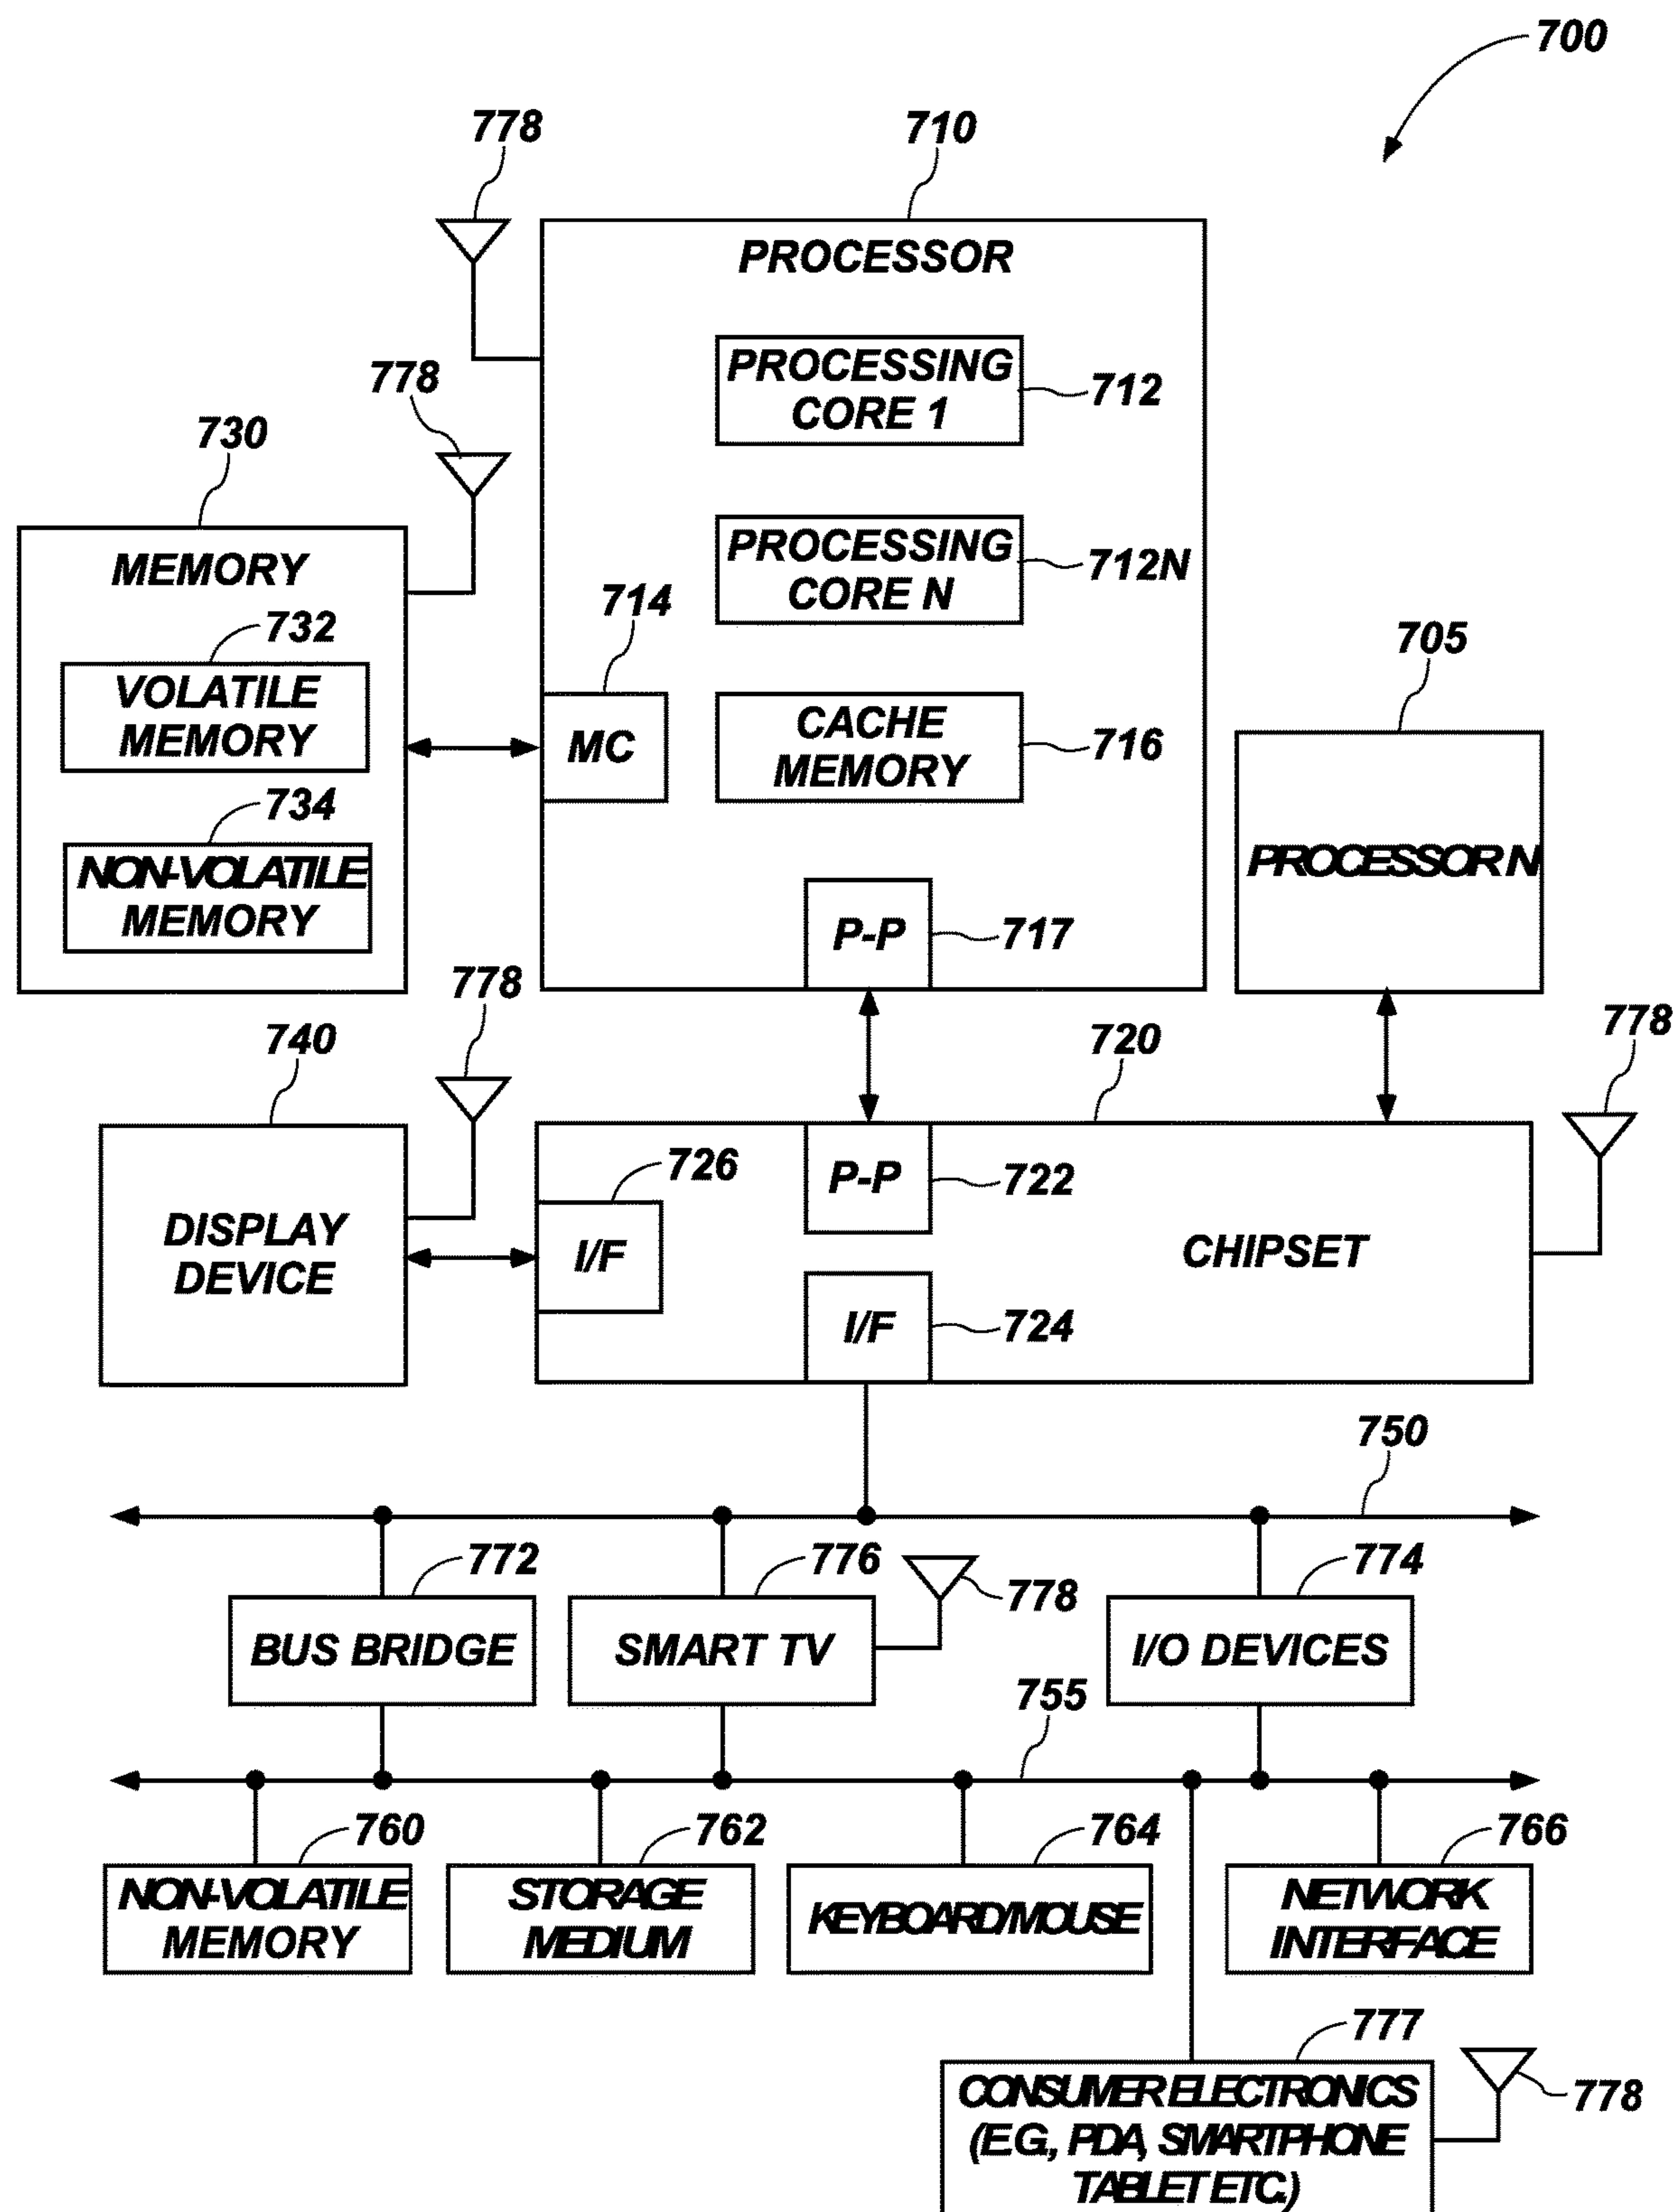 700
778
710
PROCESSOR
PROCESSING
CORE 1
712
778
730
MEMORY
PROCESSING
CORE N
712N
714
732
VOLATILE
MEMORY
MC
CACHE
MEMORY
716
705
734
NON-VOLATILE
MEMORY
PROCESSOR N
P-P
717
778
740
720
778
DISPLAY
DEVICE
726
I/F
P-P
722
CHIPSET
I/F
724
750
772
776
778
774
BUS BRIDGE
SMART TV
I/O DEVICES
755
760
762
764
766
NON-VOLATILE
MEMORY
STORAGE
MEDIUM
KEYBOARD/MOUSE
NETWORK
INTERFACE
777
CONSUMER ELECTRONICS
(E.G., PDA, SMARTPHONE
TABLET ETC.)
778